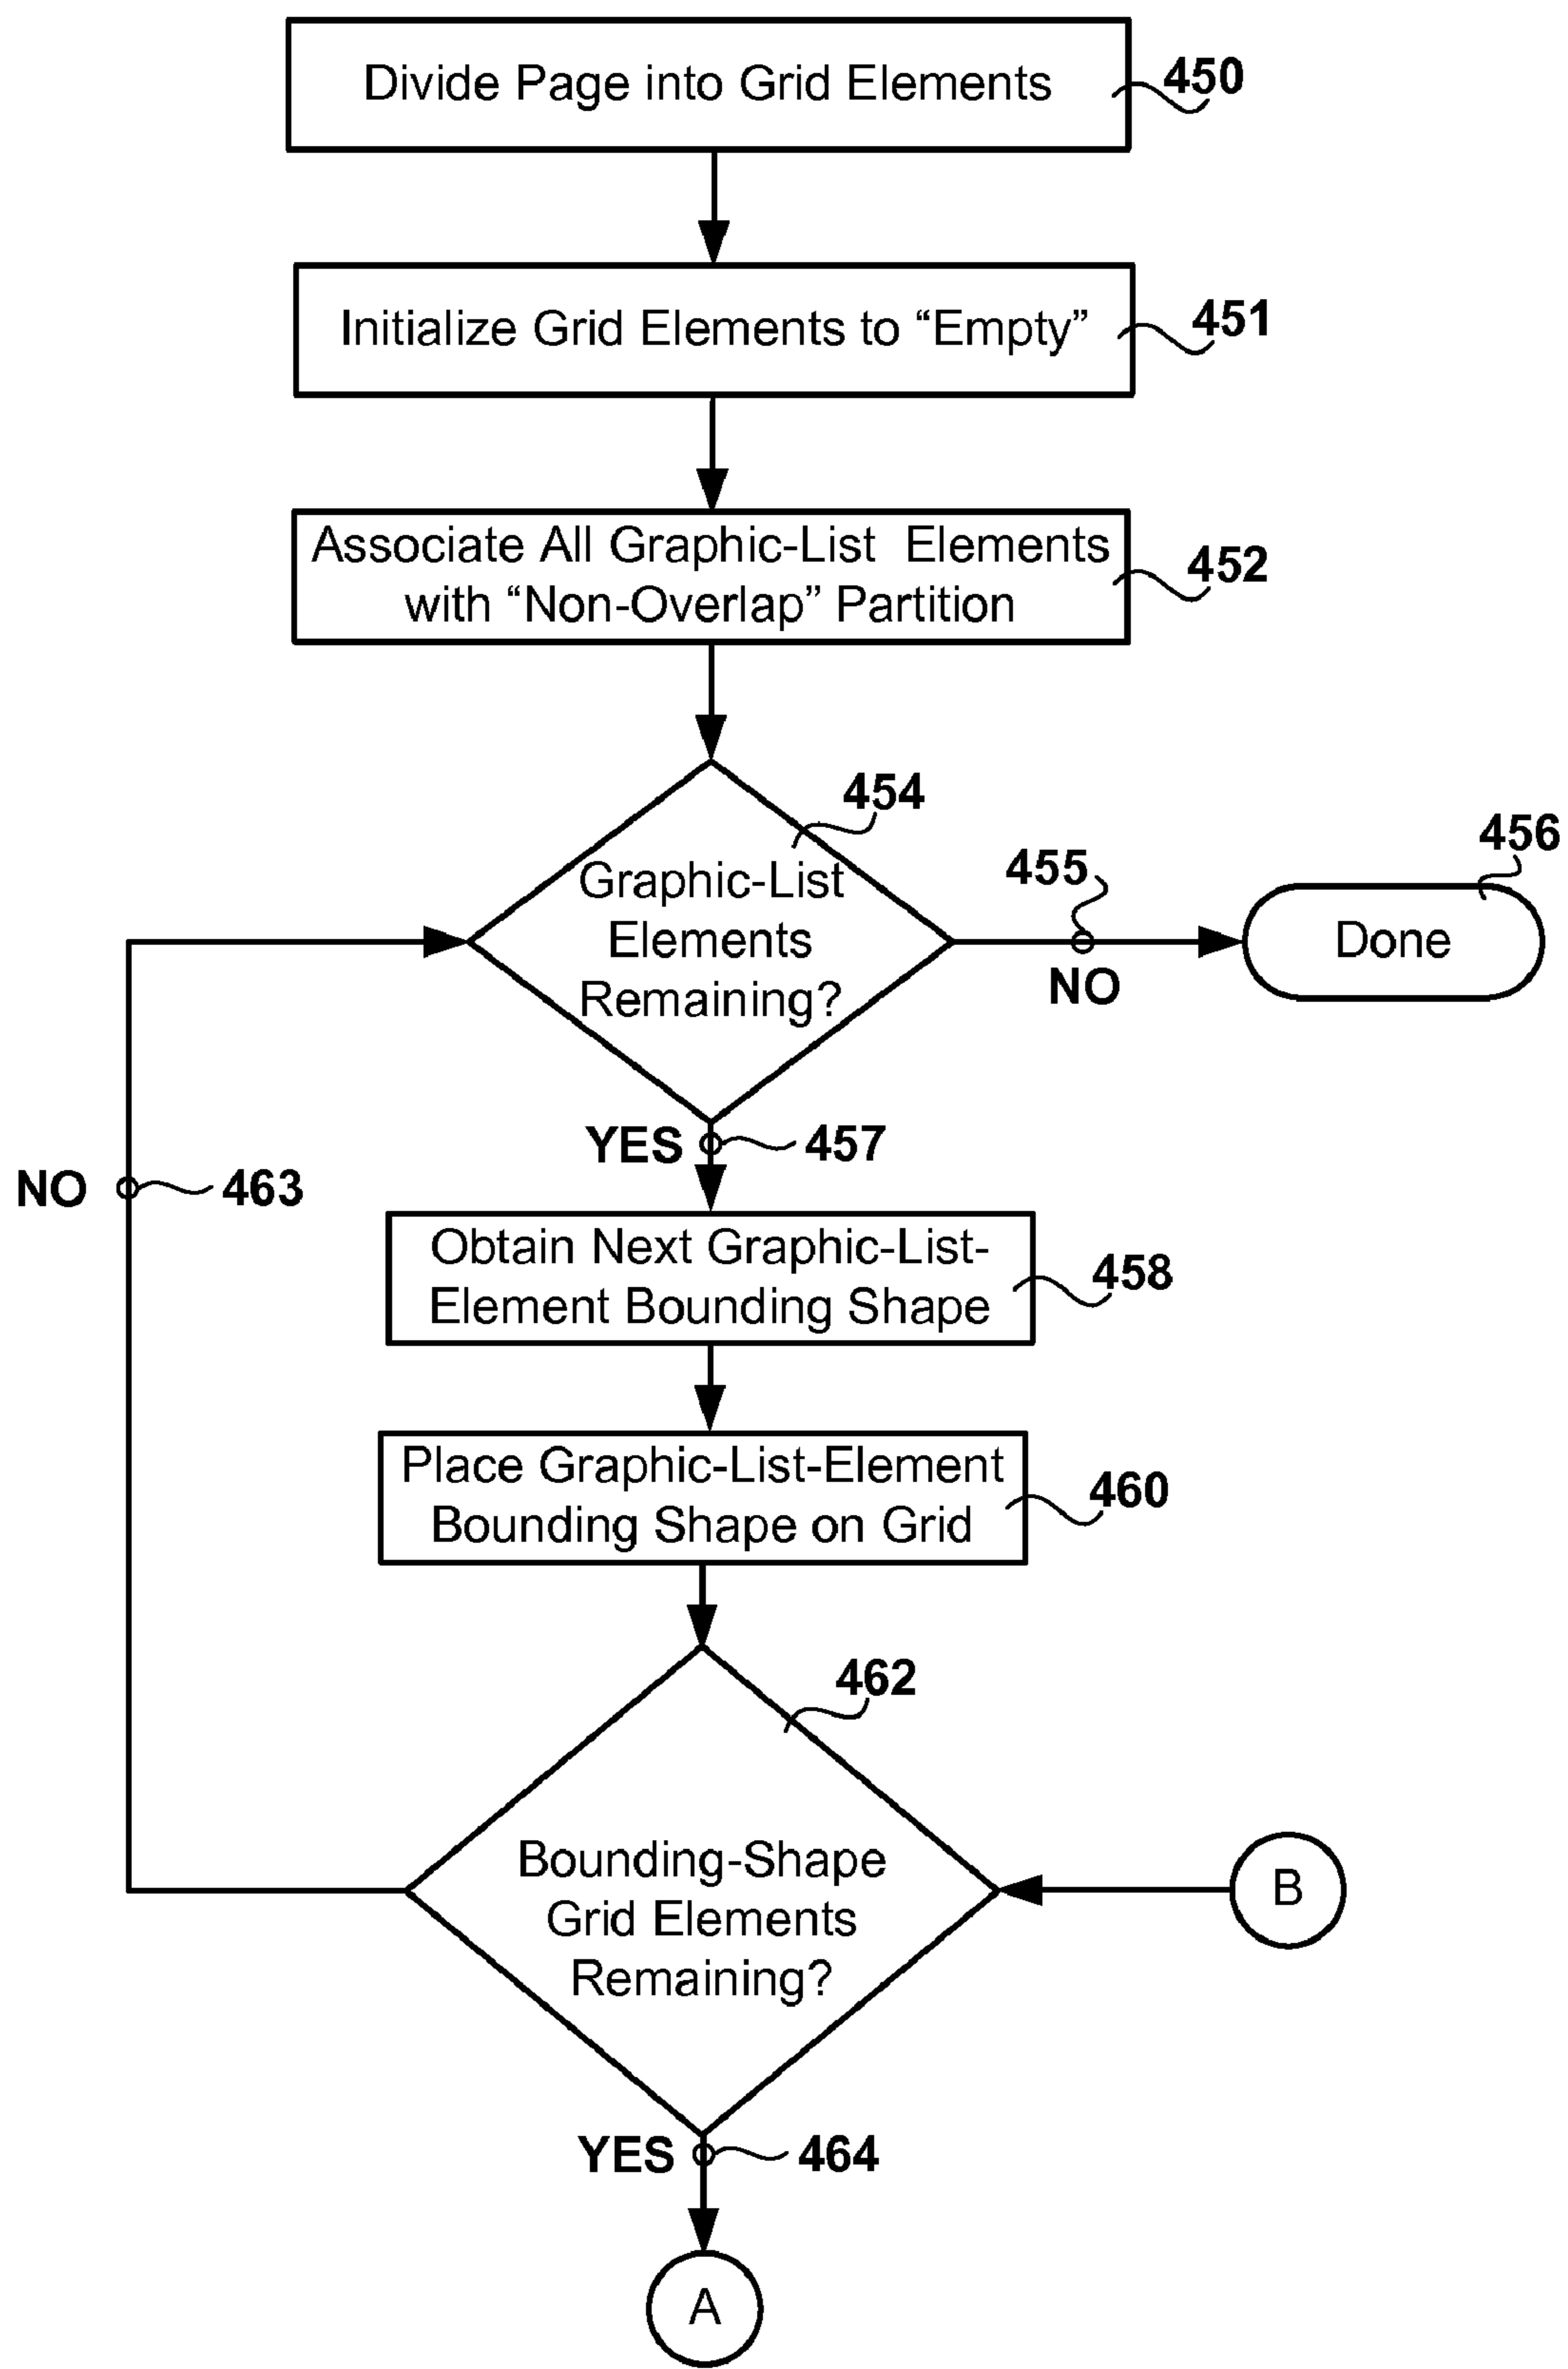 Divide Page into Grid Elements
450
Initialize Grid Elements to “Empty”
451
Associate All Graphic-List Elements
with “Non-Overlap” Partition
452
454
Graphic-List
Elements
Remaining?
455
NO
456
Done
YES
457
NO
463
Obtain Next Graphic-List-
Element Bounding Shape
458
Place Graphic-List-Element
Bounding Shape on Grid
460
462
Bounding-Shape
Grid Elements
Remaining?
B
YES
464
A